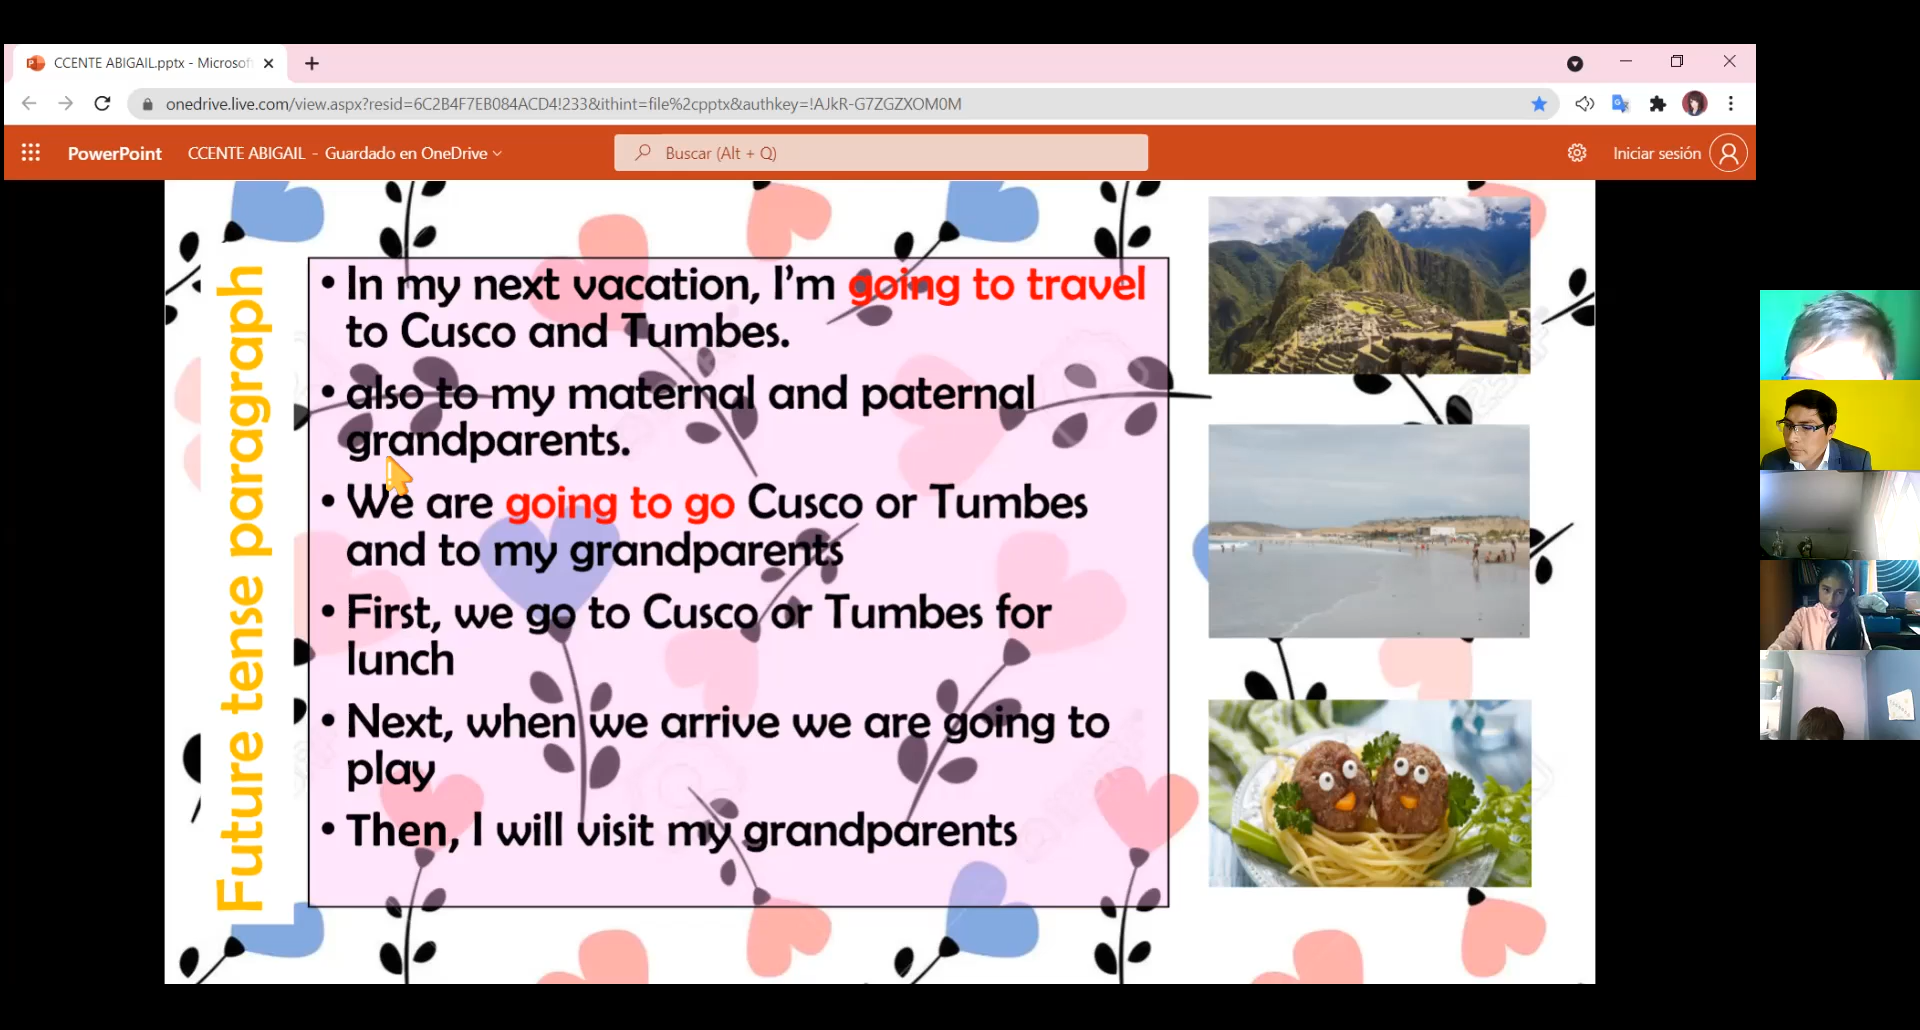 CCENTE ABIGAIL.pptx - Microsof
onedrive.live.com/view.aspx?resid=6C2B4F7EB084ACD4!233&ithint=file%2cpptx&authkey=!AJkR-G7ZGZXOM0M
PowerPoint CCENTE ABIGAIL - Guardado en OneDrive Buscar (Alt + Q) Iniciar sesión
Future tense paragraph
• In my next vacation, I'm going to travel
to Cusco and Tumbes.
• also to my maternal and paternal
grandparents.
• We are going to go Cusco or Tumbes
and to my grandparents
• First, we go to Cusco or Tumbes for
lunch
• Next, when we arrive we are going to
play
• Then, I will visit my grandparents